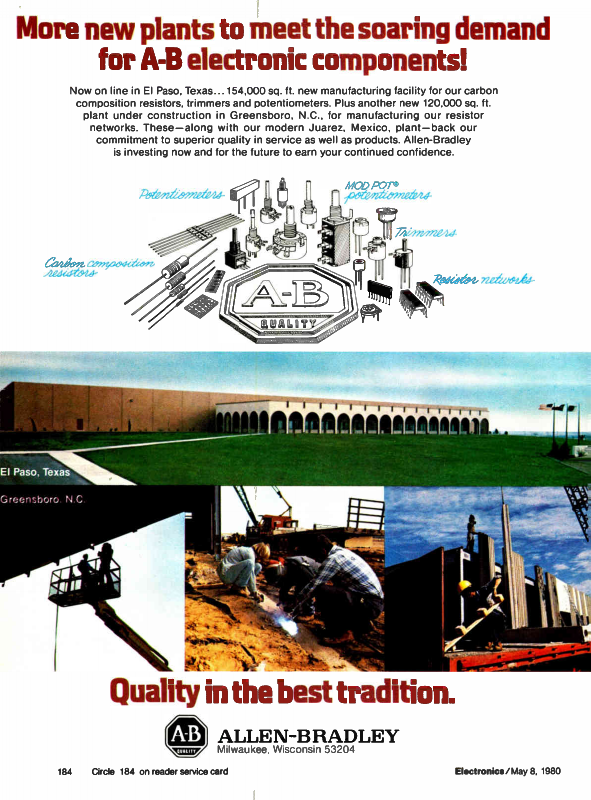 More new plants to meet the soaring demand
for A-B electronic components!
Now on line in El Paso, Texas...154,000 sq. ft. new manufacturing facility for our carbon
composition resistors, trimmers and potentiometers. Plus another new 120,000 sq. ft.
plant under construction in Greensboro, N.C., for manufacturing our resistor
networks. These—along with our modern Juarez, Mexico, plant—back our
commitment to superior quality in service as well as products. Allen-Bradley
is investing now and for the future to earn your continued confidence.
Potentiometers
MOD POT®
potentiometers
Trimmers
Carbon composition
resistors
Resistor networks
A-B
QUALITY
El Paso, Texas
Greensboro, N.C.
Quality in the best tradition.
A-B
QUALITY
ALLEN-BRADLEY
Milwaukee, Wisconsin 53204
184 Circle 184 on reader service card
Electronics/May 8, 1980